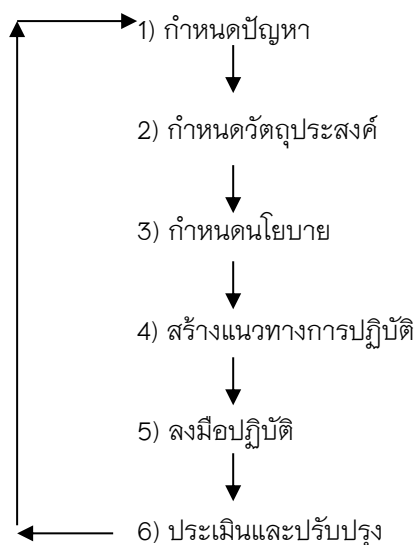 1) กำหนดปัญหา
2) กำหนดวัตถุประสงค์
3) กำหนดนโยบาย
4) สร้างแนวทางการปฏิบัติ
5) ลงมือปฏิบัติ
6) ประเมินและปรับปรุง